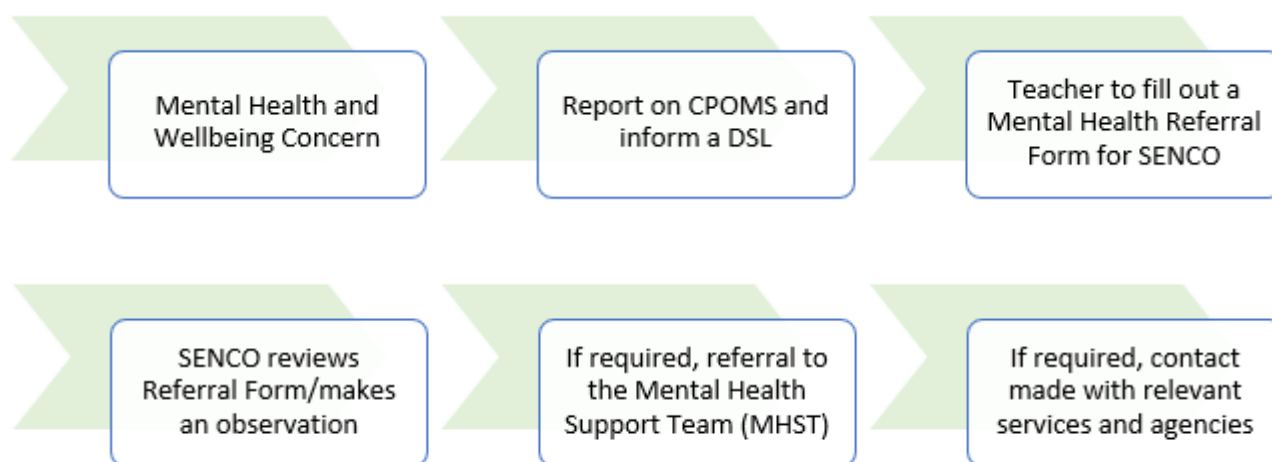 Mental Health and
Wellbeing Concern
Report on CPOMS and
inform a DSL
Teacher to fill out a
Mental Health Referral
Form for SENCO
SENCO reviews
Referral Form/makes
an observation
If required, referral to
the Mental Health
Support Team (MHST)
If required, contact
made with relevant
services and agencies